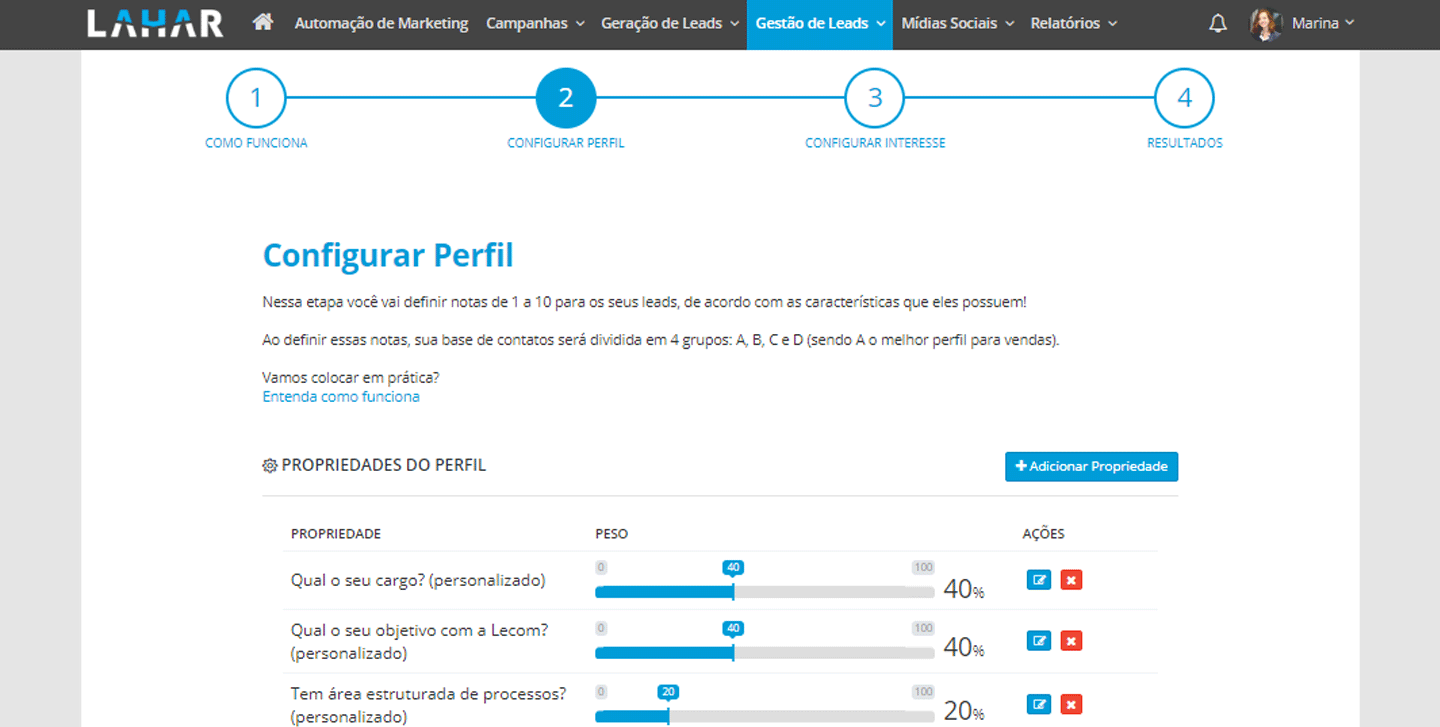 LAHAR Automação de Marketing Campanhas Geração de Leads Gestão de Leads Mídias Sociais Relatórios Marina
1 2 3 4
COMO FUNCIONA CONFIGURAR PERFIL CONFIGURAR INTERESSE RESULTADOS
Configurar Perfil
Nessa etapa você vai definir notas de 1 a 10 para os seus leads, de acordo com as características que eles possuem!
Ao definir essas notas, sua base de contatos será dividida em 4 grupos: A, B, C e D (sendo A o melhor perfil para vendas).
Vamos colocar em prática?
Entenda como funciona
PROPRIEDADES DO PERFIL Adicionar Propriedade
PROPRIEDADE PESO AÇÕES
0 40 100
Qual o seu cargo? (personalizado) 40%
0 40 100
Qual o seu objetivo com a Lecom?
(personalizado) 40%
0 20 100
Tem área estruturada de processos?
(personalizado) 20%